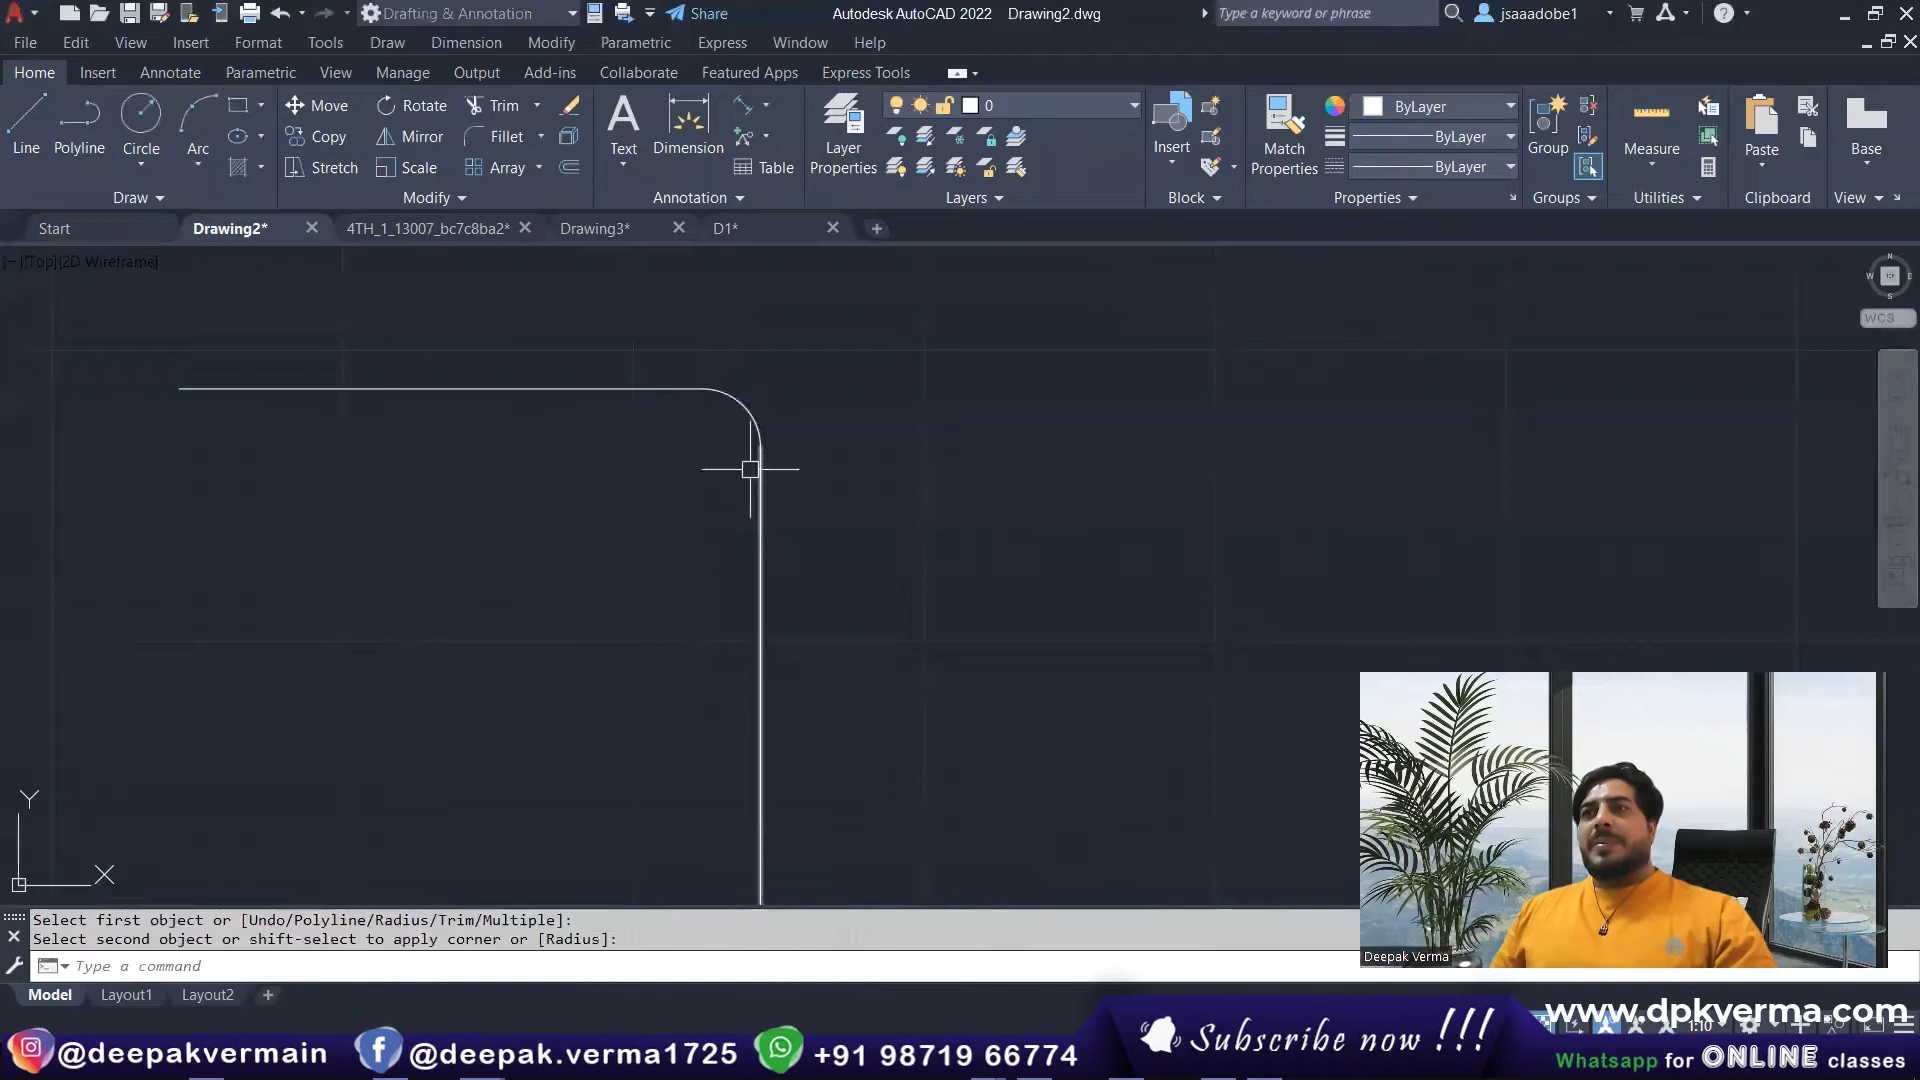 Drafting & Annotation
Share
Autodesk AutoCAD 2022 Drawing2.dwg
Type a keyword or phrase
jsaaadobe1
File Edit View Insert Format Tools Draw Dimension Modify Parametric Express Window Help
Home Insert Annotate Parametric View Manage Output Add-ins Collaborate Featured Apps Express Tools
Move Rotate Trim 0 ByLayer
Copy Mirror Fillet ByLayer
Line Polyline Circle Arc Text Dimension Layer Insert Match Group Measure Paste Base
Stretch Scale Array Table Properties Properties ByLayer
Draw Modify Annotation Layers Block Properties Groups Utilities Clipboard View
Start Drawing2* 4TH_1_13007_bc7c8ba2* Drawing3* D1*
[−][Top][2D Wireframe]
N
W TOP E
S
WCS
Y
X
Select first object or [Undo/Polyline/Radius/Trim/Multiple]:
Select second object or shift-select to apply corner or [Radius]:
Type a command
Deepak Verma
Model Layout1 Layout2
www.dpkverma.com
1:10
@deepakvermain @deepak.verma1725 +91 98719 66774 Subscribe now !!!
Whatsapp for ONLINE classes